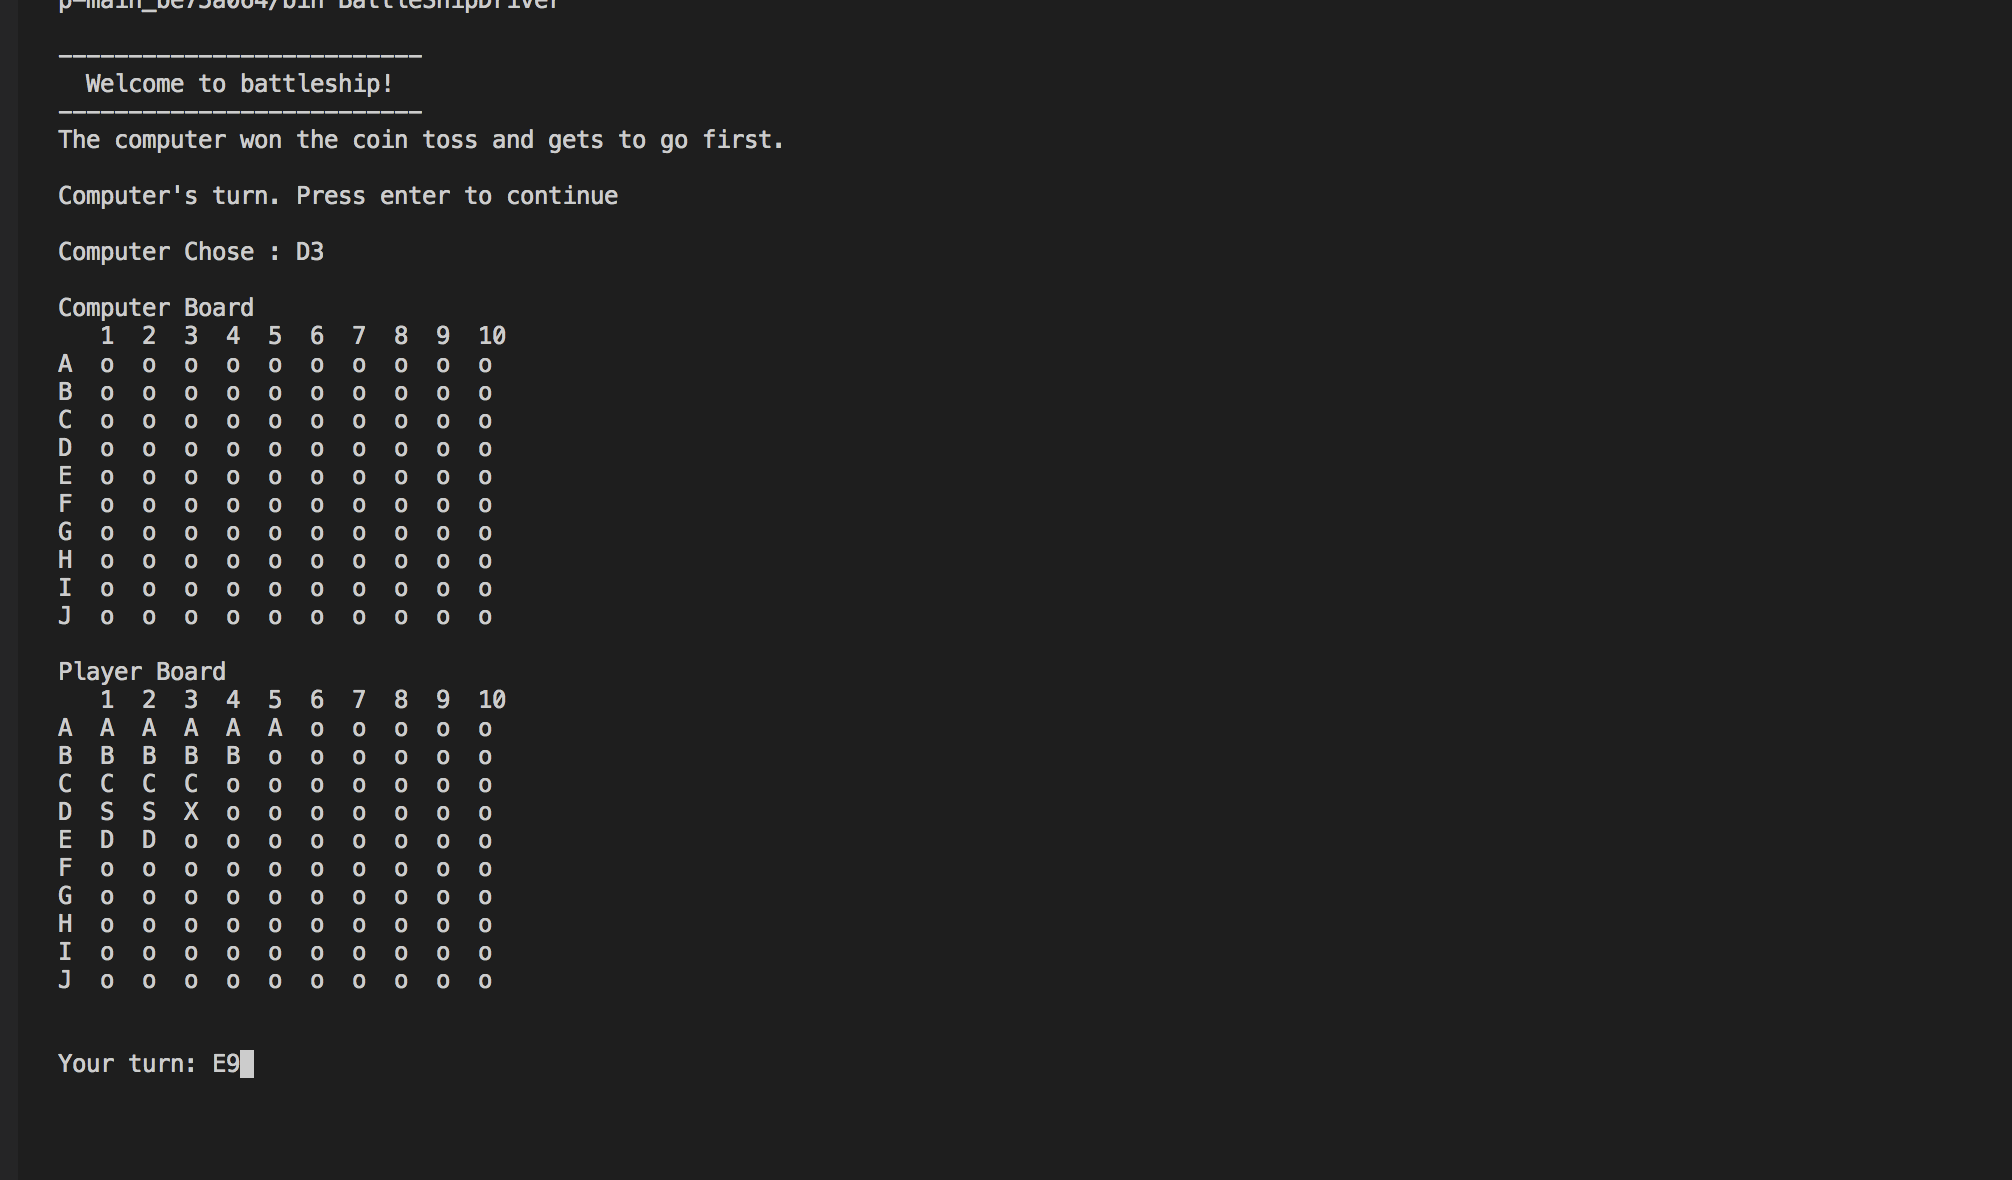 p-main_be75a064/bin BattleShipDriver
--------------------------
  Welcome to battleship!
--------------------------
The computer won the coin toss and gets to go first.
Computer's turn. Press enter to continue
Computer Chose : D3
Computer Board
   1  2  3  4  5  6  7  8  9  10
A  o  o  o  o  o  o  o  o  o  o
B  o  o  o  o  o  o  o  o  o  o
C  o  o  o  o  o  o  o  o  o  o
D  o  o  o  o  o  o  o  o  o  o
E  o  o  o  o  o  o  o  o  o  o
F  o  o  o  o  o  o  o  o  o  o
G  o  o  o  o  o  o  o  o  o  o
H  o  o  o  o  o  o  o  o  o  o
I  o  o  o  o  o  o  o  o  o  o
J  o  o  o  o  o  o  o  o  o  o
Player Board
   1  2  3  4  5  6  7  8  9  10
A  A  A  A  A  A  o  o  o  o  o
B  B  B  B  B  o  o  o  o  o  o
C  C  C  C  o  o  o  o  o  o  o
D  S  S  X  o  o  o  o  o  o  o
E  D  D  o  o  o  o  o  o  o  o
F  o  o  o  o  o  o  o  o  o  o
G  o  o  o  o  o  o  o  o  o  o
H  o  o  o  o  o  o  o  o  o  o
I  o  o  o  o  o  o  o  o  o  o
J  o  o  o  o  o  o  o  o  o  o
Your turn: E9